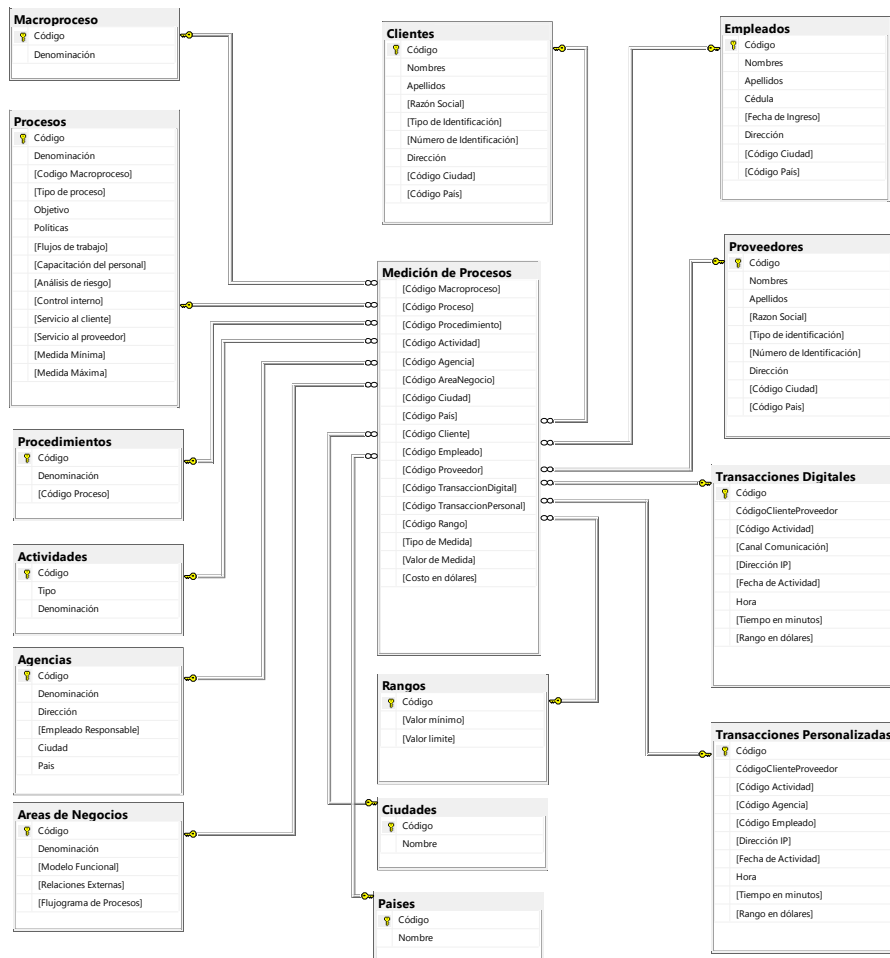 Macroproceso
Código
Denominación
Procesos
Código
Denominación
[Codigo Macroproceso]
[Tipo de proceso]
Objetivo
Políticas
[Flujos de trabajo]
[Capacitación del personal]
[Análisis de riesgo]
[Control interno]
[Servicio al cliente]
[Servicio al proveedor]
[Medida Mínima]
[Medida Máxima]
Procedimientos
Código
Denominación
[Código Proceso]
Actividades
Código
Tipo
Denominación
Agencias
Código
Denominación
Dirección
[Empleado Responsable]
Ciudad
Pais
Areas de Negocios
Código
Denominación
[Modelo Funcional]
[Relaciones Externas]
[Flujograma de Procesos]
Clientes
Código
Nombres
Apellidos
[Razón Social]
[Tipo de Identificación]
[Número de Identificación]
Dirección
[Código Ciudad]
[Código País]
Medición de Procesos
[Código Macroproceso]
[Código Proceso]
[Código Procedimiento]
[Código Actividad]
[Código Agencia]
[Código AreaNegocio]
[Código Ciudad]
[Código País]
[Código Cliente]
[Código Empleado]
[Código Proveedor]
[Código TransaccionDigital]
[Código TransaccionPersonal]
[Código Rango]
[Tipo de Medida]
[Valor de Medida]
[Costo en dólares]
Rangos
Código
[Valor mínimo]
[Valor limite]
Ciudades
Código
Nombre
Paises
Código
Nombre
Empleados
Código
Nombres
Apellidos
Cédula
[Fecha de Ingreso]
Dirección
[Código Ciudad]
[Código País]
Proveedores
Código
Nombres
Apellidos
[Razon Social]
[Tipo de identificación]
[Número de Identificación]
Dirección
[Código Ciudad]
[Código Pais]
Transacciones Digitales
Código
CódigoClienteProveedor
[Código Actividad]
[Canal Comunicación]
[Dirección IP]
[Fecha de Actividad]
Hora
[Tiempo en minutos]
[Rango en dólares]
Transacciones Personalizadas
Código
CódigoClienteProveedor
[Código Actividad]
[Código Agencia]
[Código Empleado]
[Dirección IP]
[Fecha de Actividad]
Hora
[Tiempo en minutos]
[Rango en dólares]